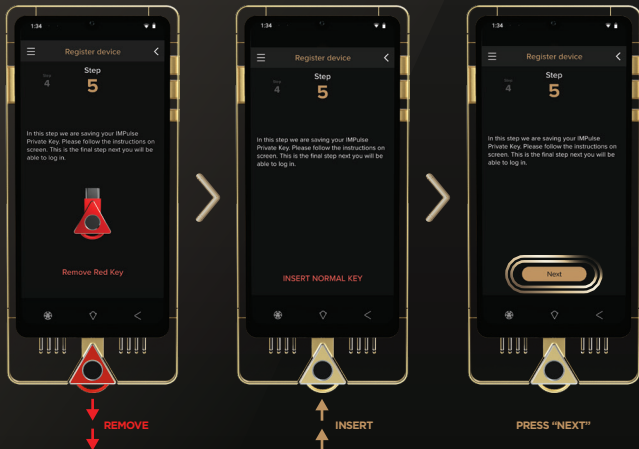 1:34
Register device
Step
4
Step
5
In this step we are saving your IMPulse
Private Key. Please follow the instructions on
screen. This is the final step next you will be
able to log in.
Remove Red Key
REMOVE
1:34
Register device
Step
4
Step
5
In this step we are saving your IMPulse
Private Key. Please follow the instructions on
screen. This is the final step next you will be
able to log in.
INSERT NORMAL KEY
INSERT
1:34
Register device
Step
4
Step
5
In this step we are saving your IMPulse
Private Key. Please follow the instructions on
screen. This is the final step next you will be
able to log in.
Next
PRESS “NEXT”